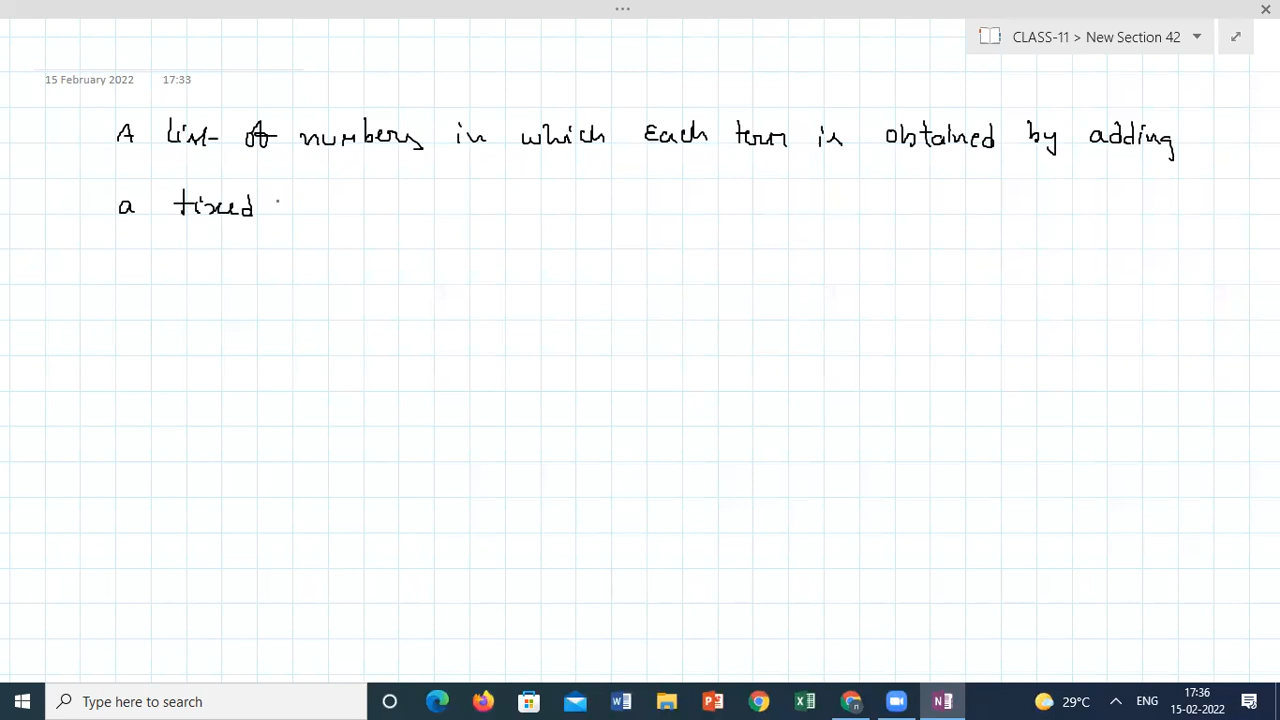 CLASS-11 > New Section 42
15 February 2022 17:33
A list of numbers in which Each term is obtained by adding
a fixed
Type here to search
29°C
ENG
17:36
15-02-2022